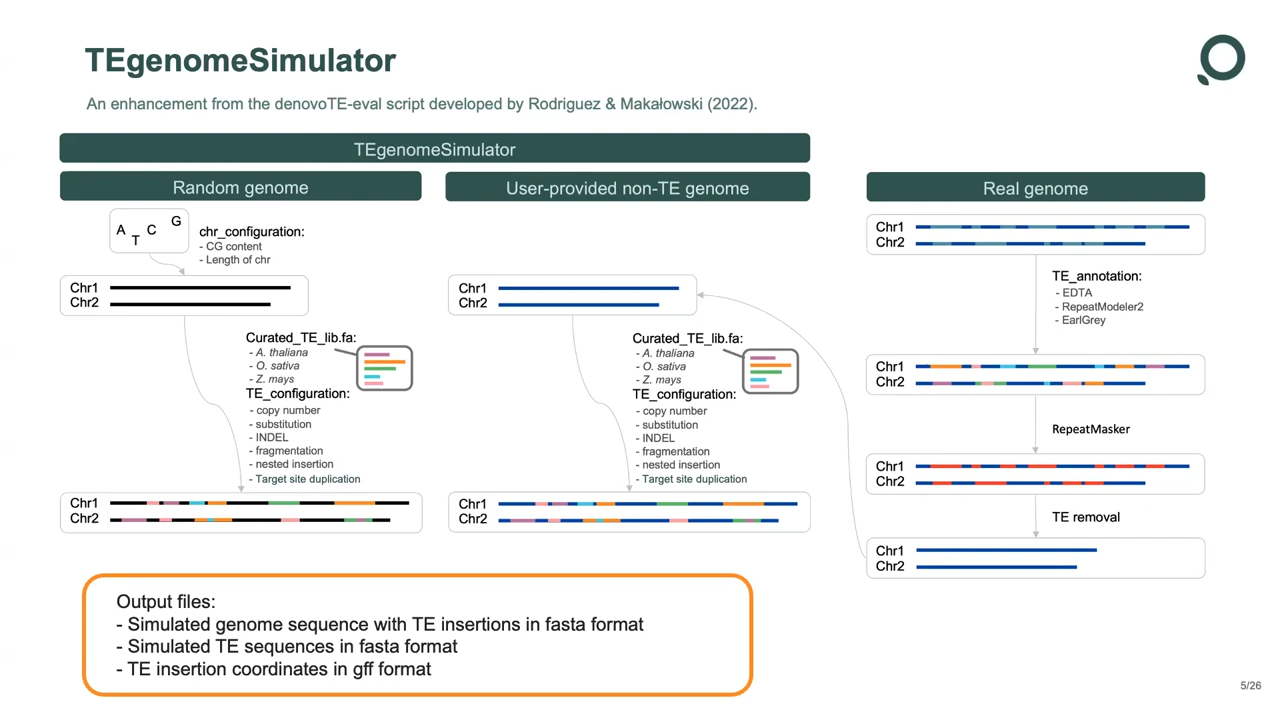 TEgenomeSimulator
An enhancement from the denovoTE-eval script developed by Rodriguez & Makałowski (2022).
TEgenomeSimulator
Random genome
A T C G
chr_configuration:
- CG content
- Length of chr
Chr1
Chr2
Curated_TE_lib.fa:
- A. thaliana
- O. sativa
- Z. mays
TE_configuration:
- copy number
- substitution
- INDEL
- fragmentation
- nested insertion
- Target site duplication
Chr1
Chr2
User-provided non-TE genome
Chr1
Chr2
Curated_TE_lib.fa:
- A. thaliana
- O. sativa
- Z. mays
TE_configuration:
- copy number
- substitution
- INDEL
- fragmentation
- nested insertion
- Target site duplication
Chr1
Chr2
Real genome
Chr1
Chr2
TE_annotation:
- EDTA
- RepeatModeler2
- EarlGrey
Chr1
Chr2
RepeatMasker
Chr1
Chr2
TE removal
Chr1
Chr2
Output files:
- Simulated genome sequence with TE insertions in fasta format
- Simulated TE sequences in fasta format
- TE insertion coordinates in gff format
5/26